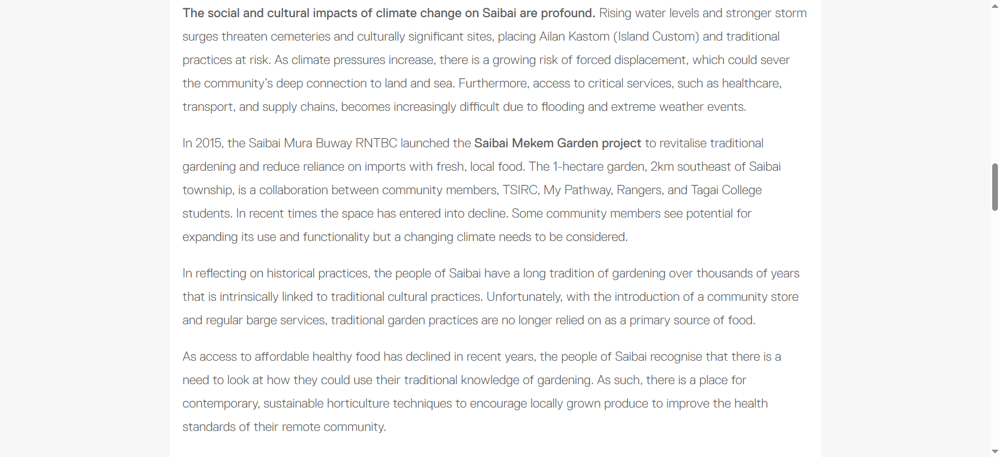 The social and cultural impacts of climate change on Saibai are profound. Rising water levels and stronger storm
surges threaten cemeteries and culturally significant sites, placing Ailan Kastom (Island Custom) and traditional
practices at risk. As climate pressures increase, there is a growing risk of forced displacement, which could sever
the community’s deep connection to land and sea. Furthermore, access to critical services, such as healthcare,
transport, and supply chains, becomes increasingly difficult due to flooding and extreme weather events.
In 2015, the Saibai Mura Buway RNTBC launched the Saibai Mekem Garden project to revitalise traditional
gardening and reduce reliance on imports with fresh, local food. The 1-hectare garden, 2km southeast of Saibai
township, is a collaboration between community members, TSIRC, My Pathway, Rangers, and Tagai College
students. In recent times the space has entered into decline. Some community members see potential for
expanding its use and functionality but a changing climate needs to be considered.
In reflecting on historical practices, the people of Saibai have a long tradition of gardening over thousands of years
that is intrinsically linked to traditional cultural practices. Unfortunately, with the introduction of a community store
and regular barge services, traditional garden practices are no longer relied on as a primary source of food.
As access to affordable healthy food has declined in recent years, the people of Saibai recognise that there is a
need to look at how they could use their traditional knowledge of gardening. As such, there is a place for
contemporary, sustainable horticulture techniques to encourage locally grown produce to improve the health
standards of their remote community.